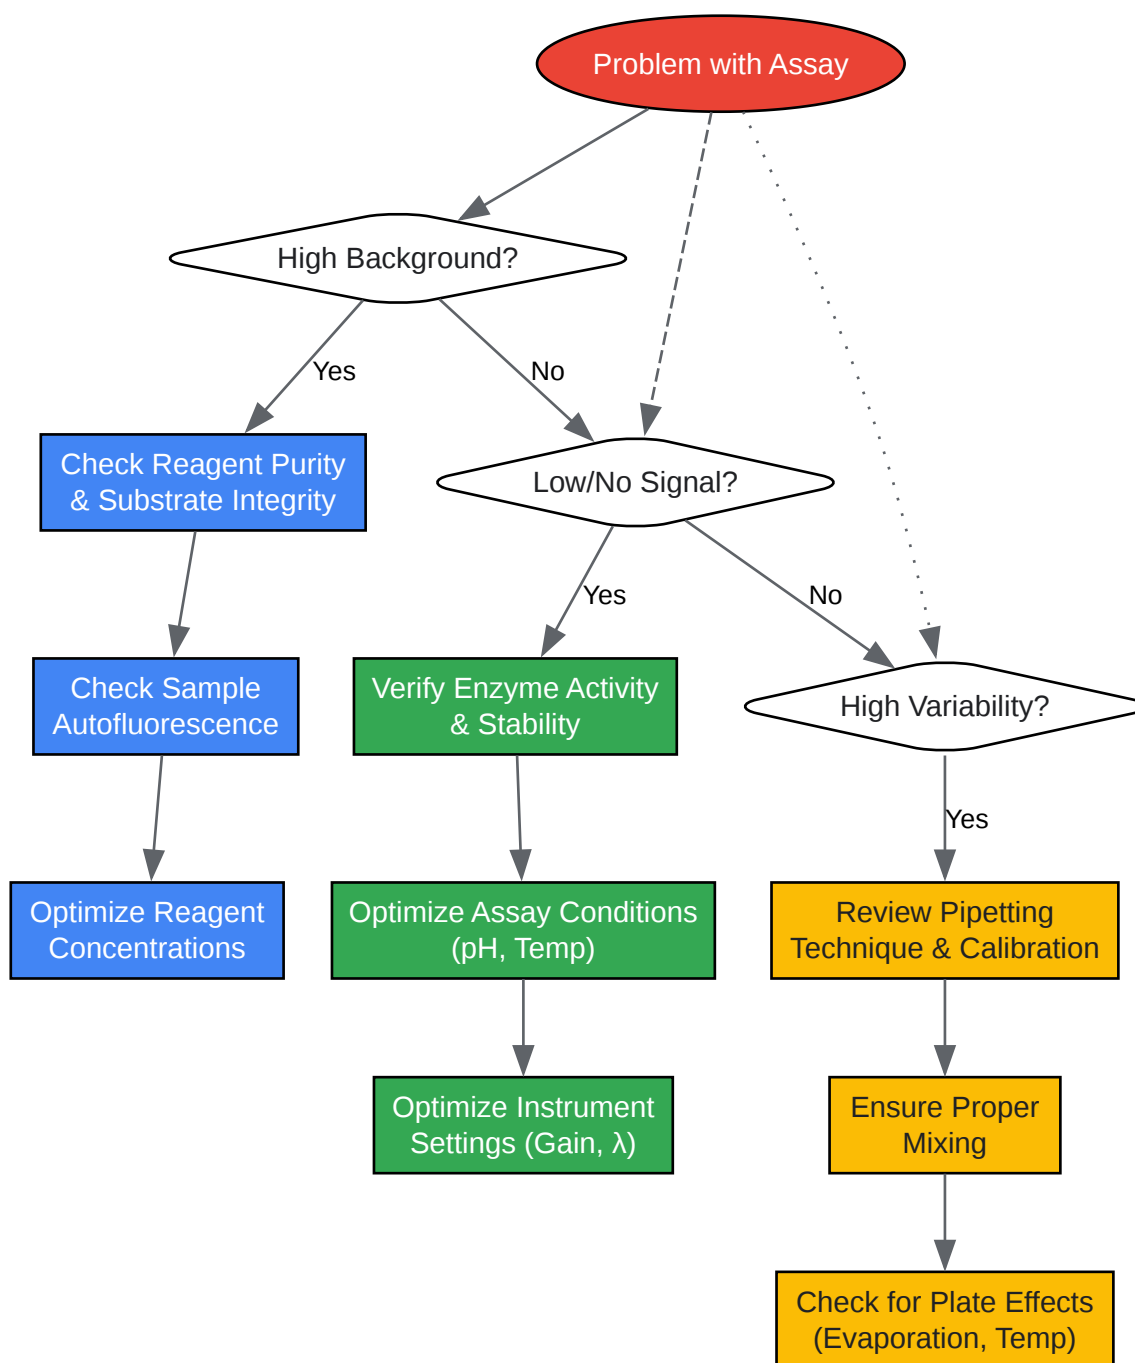 Problem with Assay
High Background?
Yes
No
Check Reagent Purity
& Substrate Integrity
Low/No Signal?
Yes
No
Check Sample
Autofluorescence
Verify Enzyme Activity
& Stability
High Variability?
Yes
Optimize Reagent
Concentrations
Optimize Assay Conditions
(pH, Temp)
Review Pipetting
Technique & Calibration
Optimize Instrument
Settings (Gain, λ)
Ensure Proper
Mixing
Check for Plate Effects
(Evaporation, Temp)